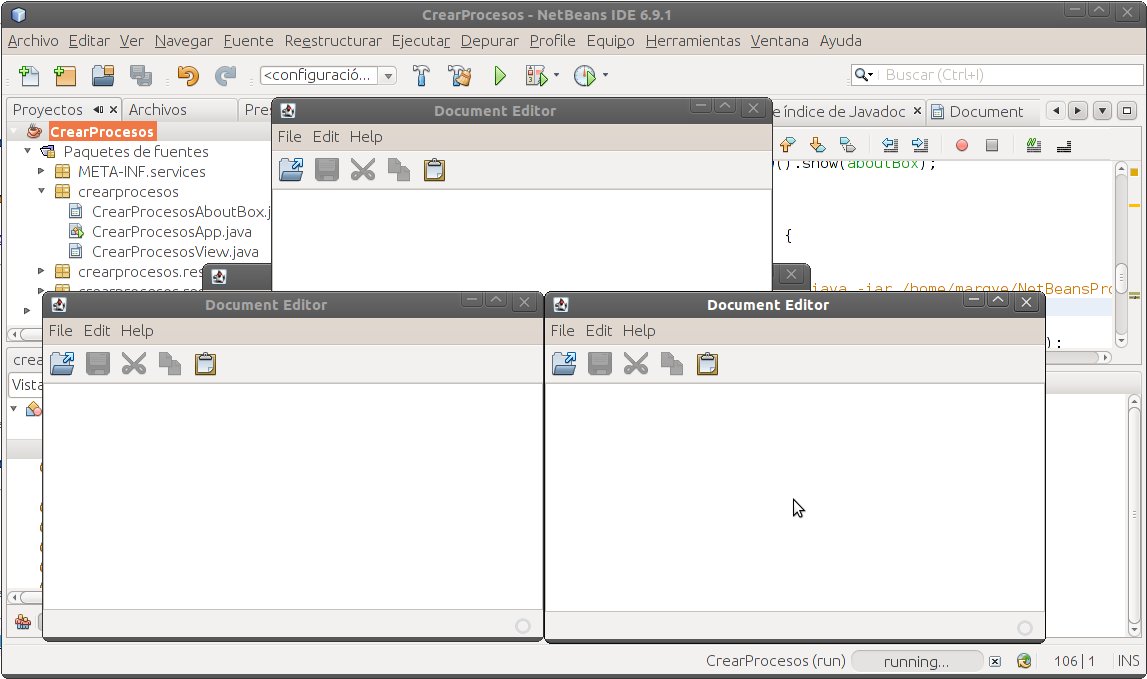 CrearProcesos - NetBeans IDE 6.9.1
Archivo Editar Ver Navegar Fuente Reestructurar Ejecutar Depurar Profile Equipo Herramientas Ventana Ayuda
<configuració... Buscar (Ctrl+I)
Proyectos Archivos Pres
e índice de Javadoc Document
Document Editor
File Edit Help
CrearProcesos
Paquetes de fuentes
META-INF.services
crearprocesos
CrearProcesosAboutBox.j
CrearProcesosApp.java
CrearProcesosView.java
crearprocesos.res
).show(aboutBox);
{
java -jar /home/margye/NetBeansPro
);
crea
Vista
Document Editor
File Edit Help
Document Editor
File Edit Help
CrearProcesos (run) running... 106|1 INS